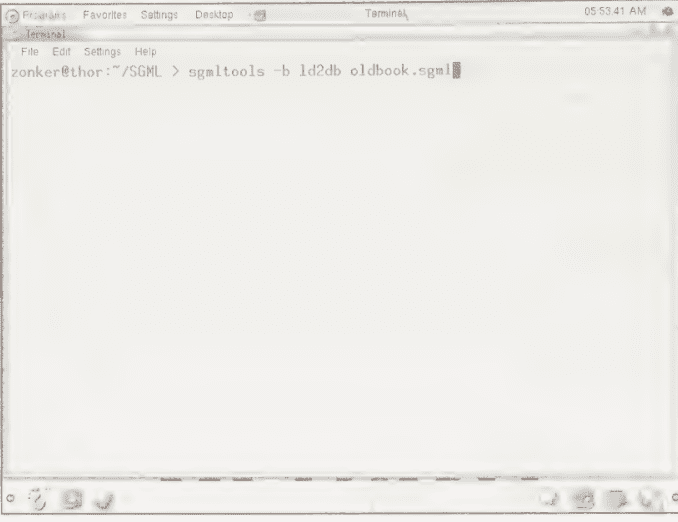 Programs Favorites Settings Desktop Terminal 05:53:41 AM
Terminal
File Edit Settings Help
zonker@thor:~/SGML > sgmltools -b ld2db oldbook.sgml